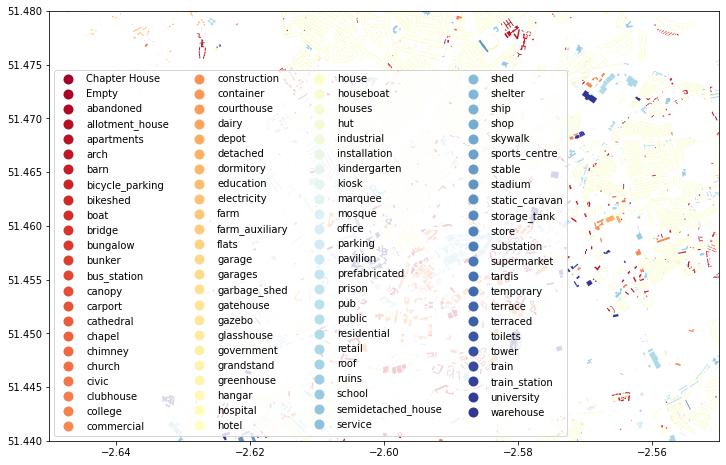 51.480
51.475
51.470
51.465
51.460
51.455
51.450
51.445
51.440
Chapter House
Empty
abandoned
allotment_house
apartments
arch
barn
bicycle_parking
bikeshed
boat
bridge
bungalow
bunker
bus_station
canopy
carport
cathedral
chapel
chimney
church
civic
clubhouse
college
commercial
construction
container
courthouse
dairy
depot
detached
dormitory
education
electricity
farm
farm_auxiliary
flats
garage
garages
garbage_shed
gatehouse
gazebo
glasshouse
government
grandstand
greenhouse
hangar
hospital
hotel
house
houseboat
houses
hut
industrial
installation
kindergarten
kiosk
marquee
mosque
office
parking
pavilion
prefabricated
prison
pub
public
residential
retail
roof
ruins
school
semidetached_house
service
shed
shelter
ship
shop
skywalk
sports_centre
stable
stadium
static_caravan
storage_tank
store
substation
supermarket
tardis
temporary
terrace
terraced
toilets
tower
train
train_station
university
warehouse
−2.64
−2.62
−2.60
−2.58
−2.56